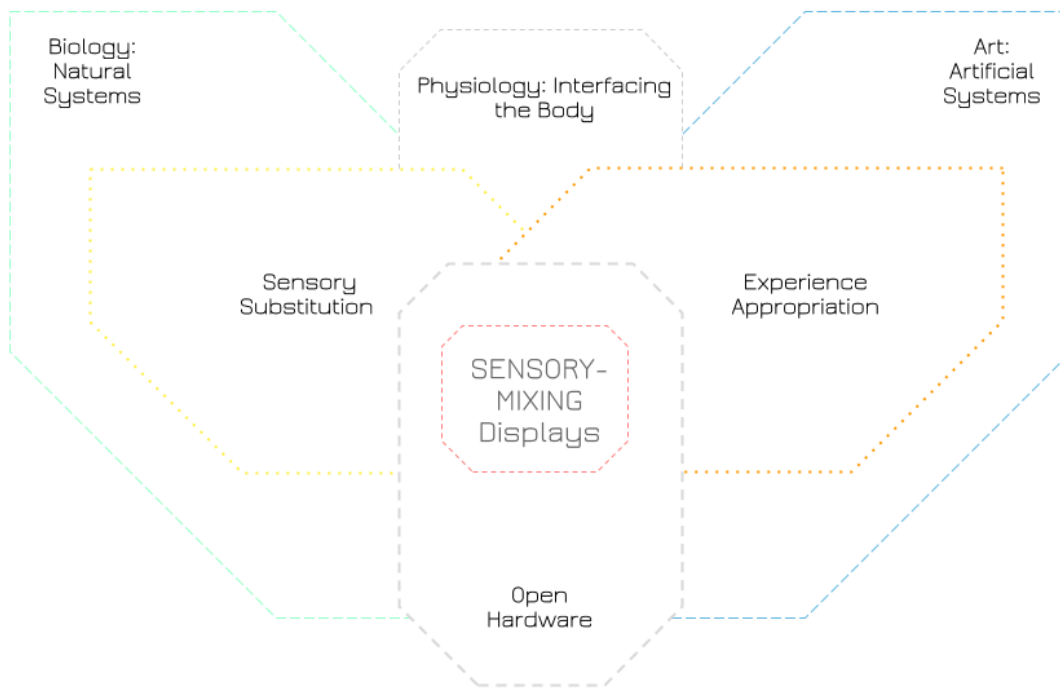 Biology:
Natural
Systems
Physiology: Interfacing
the Body
Art:
Artificial
Systems
Sensory
Substitution
Experience
Appropriation
SENSORY-
MIXING
Displays
Open
Hardware